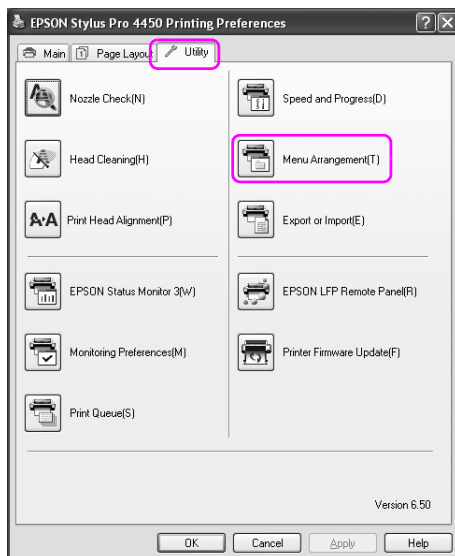 EPSON Stylus Pro 4450 Printing Preferences
Main
Page Layout
Utility
Nozzle Check(N)
Speed and Progress(D)
Head Cleaning(H)
Menu Arrangement(T)
Print Head Alignment(P)
Export or Import(E)
EPSON Status Monitor 3(W)
EPSON LFP Remote Panel(R)
Monitoring Preferences(M)
Printer Firmware Update(F)
Print Queue(S)
Version 6.50
OK
Cancel
Apply
Help